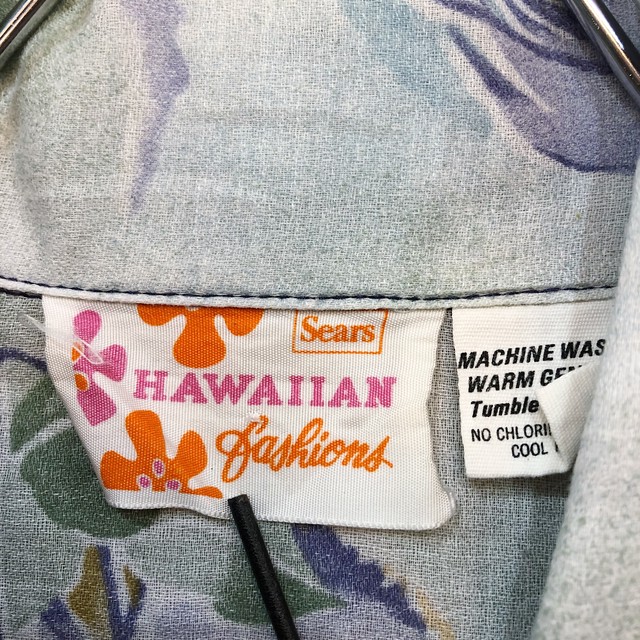 Sears
HAWAIIAN
fashions
MACHINE WAS
WARM GEN
Tumble
NO CHLORI
COOL